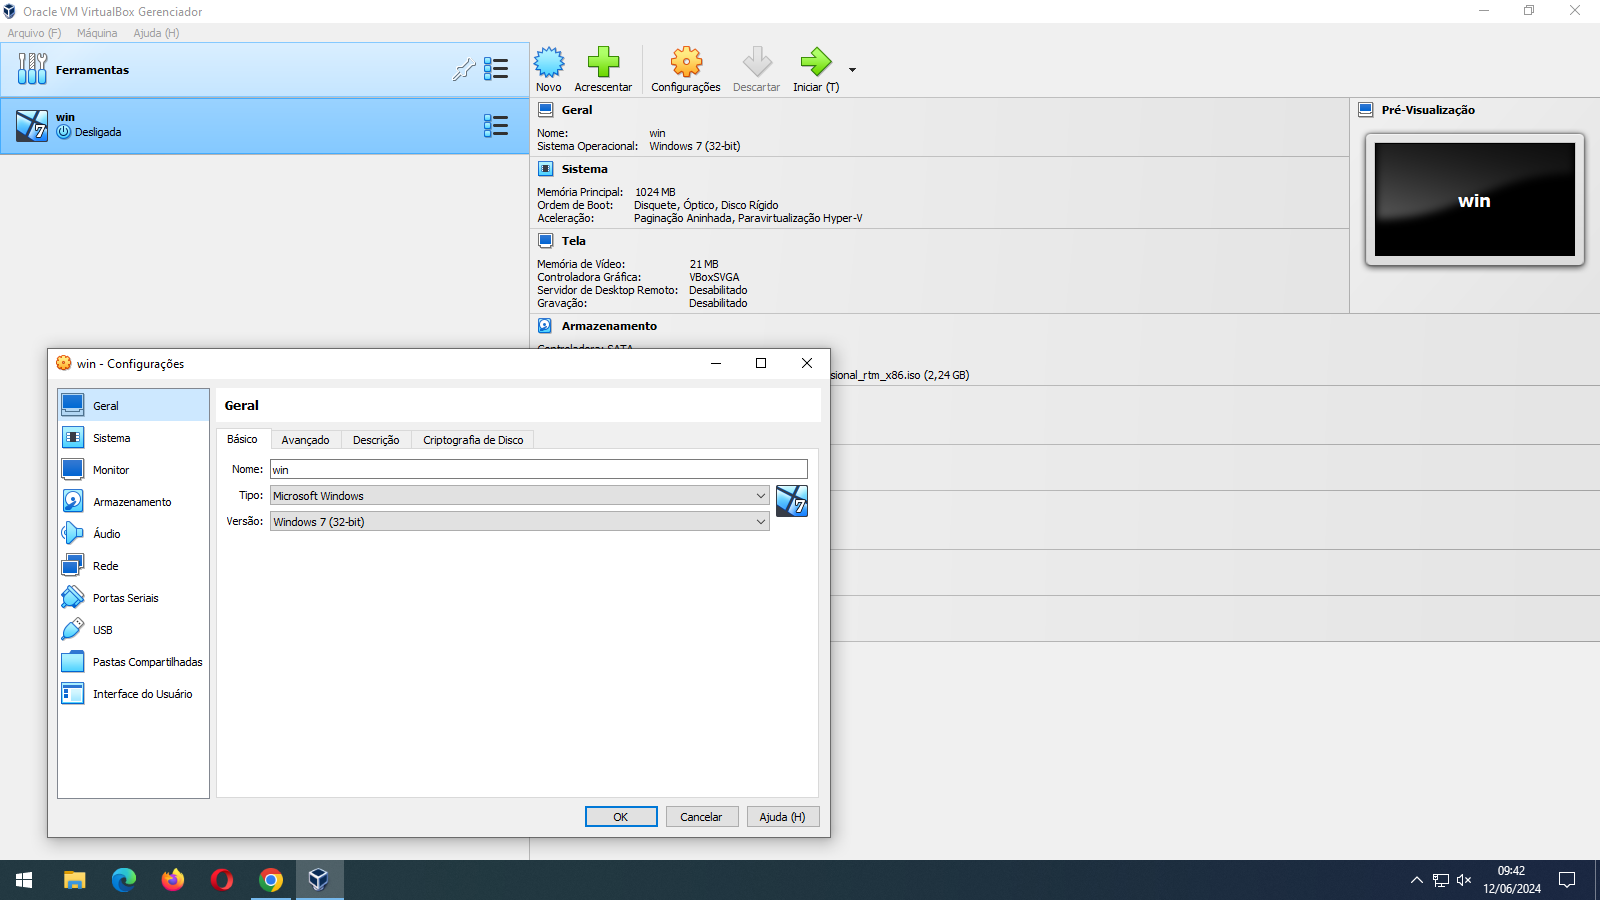 Oracle VM VirtualBox Gerenciador
Arquivo (F) Máquina Ajuda (H)
Ferramentas
win
Desligada
Novo Acrescentar Configurações Descartar Iniciar (T)
Geral
Nome: win
Sistema Operacional: Windows 7 (32-bit)
Sistema
Memória Principal: 1024 MB
Ordem de Boot: Disquete, Óptico, Disco Rígido
Aceleração: Paginação Aninhada, Paravirtualização Hyper-V
Tela
Memória de Vídeo: 21 MB
Controladora Gráfica: VBoxSVGA
Servidor de Desktop Remoto: Desabilitado
Gravação: Desabilitado
Pré-Visualização
win
Armazenamento
Controladora: SATA
sional_rtm_x86.iso (2,24 GB)
win - Configurações
Geral
Sistema
Monitor
Armazenamento
Áudio
Rede
Portas Seriais
USB
Pastas Compartilhadas
Interface do Usuário
Geral
Básico Avançado Descrição Criptografia de Disco
Nome: win
Tipo: Microsoft Windows
Versão: Windows 7 (32-bit)
OK Cancelar Ajuda (H)
09:42
12/06/2024